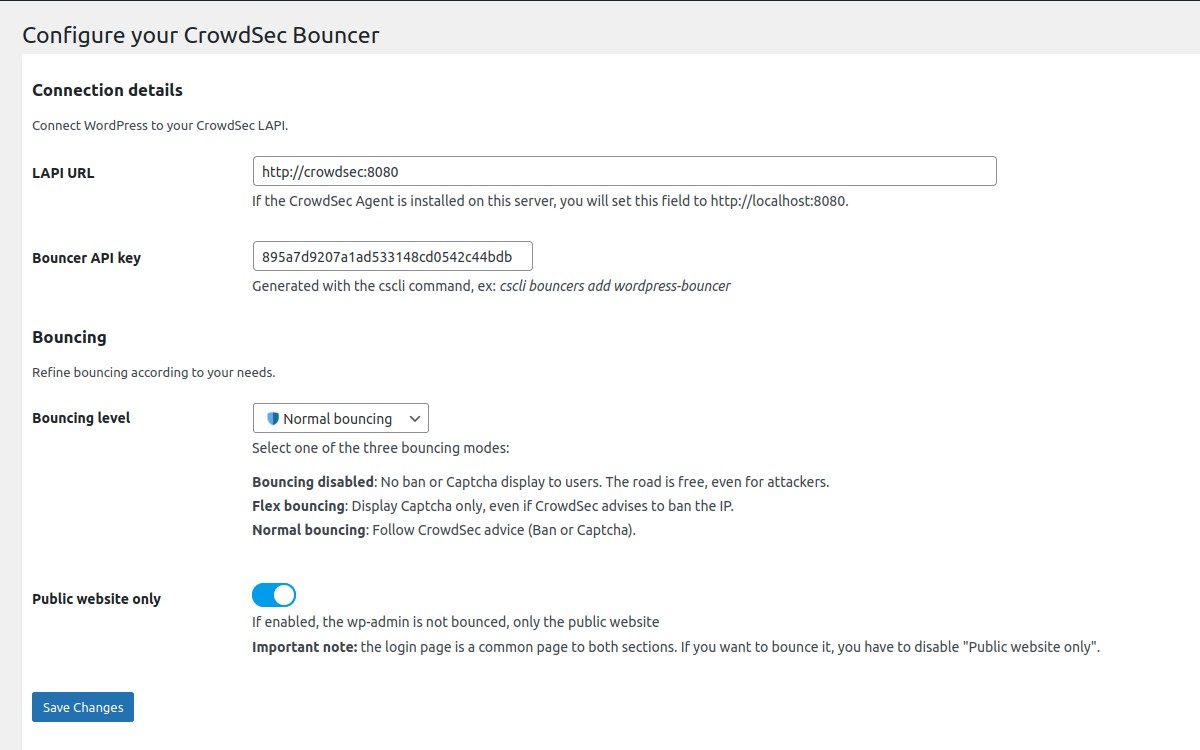 Configure your CrowdSec Bouncer
Connection details
Connect WordPress to your CrowdSec LAPI.
LAPI URL
http://crowdsec:8080
If the CrowdSec Agent is installed on this server, you will set this field to http://localhost:8080.
Bouncer API key
895a7d9207a1ad533148cd0542c44bdb
Generated with the cscli command, ex: cscli bouncers add wordpress-bouncer
Bouncing
Refine bouncing according to your needs.
Bouncing level
Normal bouncing
Select one of the three bouncing modes:
Bouncing disabled: No ban or Captcha display to users. The road is free, even for attackers.
Flex bouncing: Display Captcha only, even if CrowdSec advises to ban the IP.
Normal bouncing: Follow CrowdSec advice (Ban or Captcha).
Public website only
If enabled, the wp-admin is not bounced, only the public website
Important note: the login page is a common page to both sections. If you want to bounce it, you have to disable "Public website only".
Save Changes